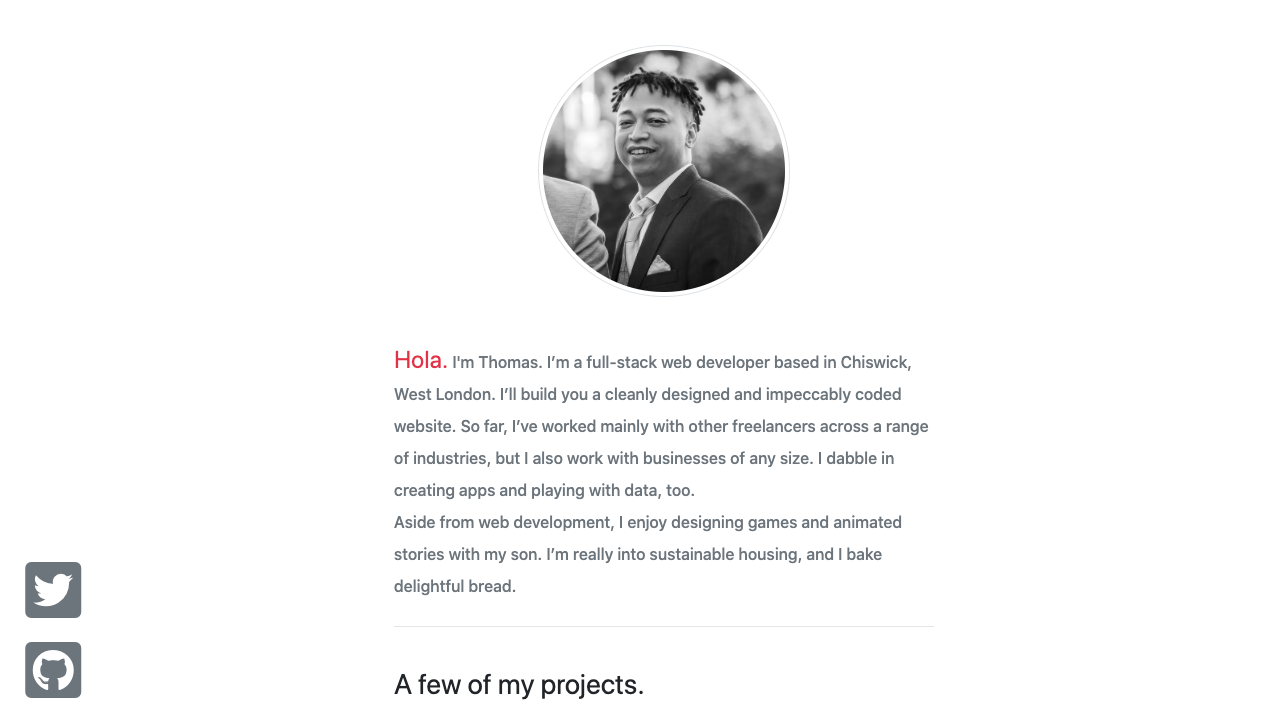 Hola. I'm Thomas. I’m a full-stack web developer based in Chiswick,
West London. I’ll build you a cleanly designed and impeccably coded
website. So far, I’ve worked mainly with other freelancers across a range
of industries, but I also work with businesses of any size. I dabble in
creating apps and playing with data, too.
Aside from web development, I enjoy designing games and animated
stories with my son. I’m really into sustainable housing, and I bake
delightful bread.
A few of my projects.